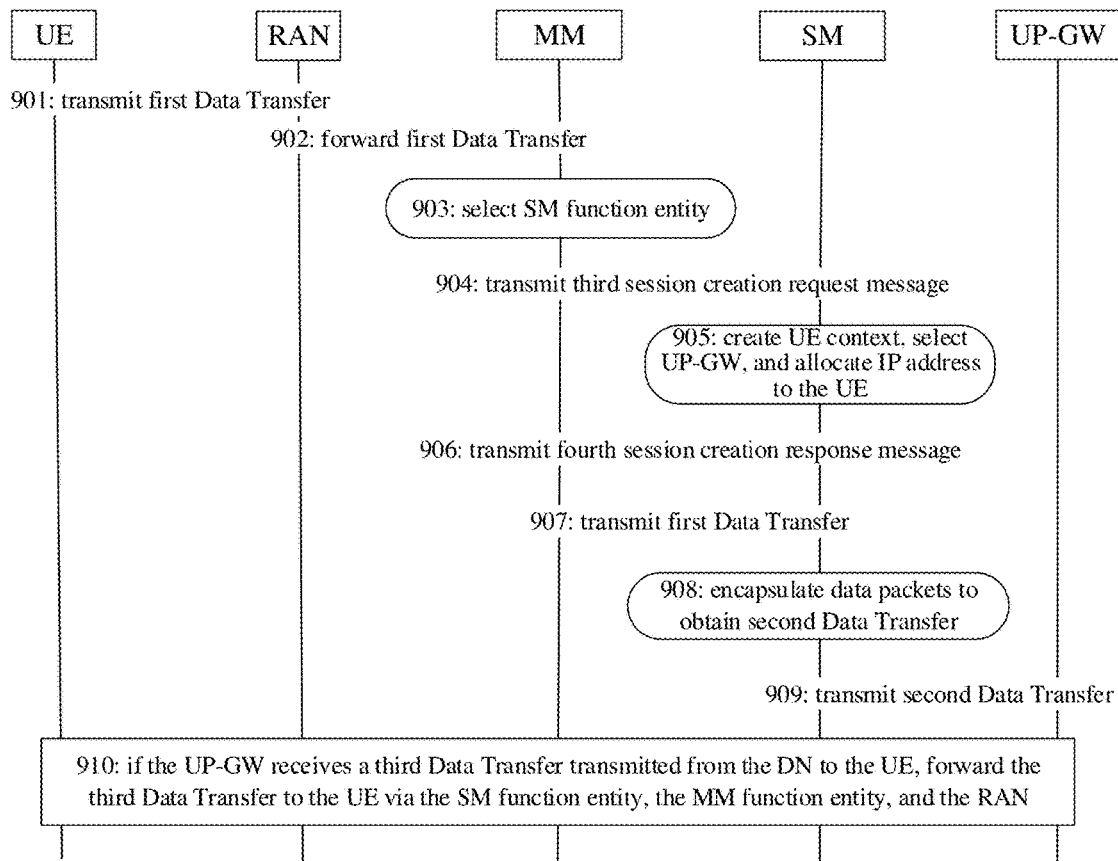 UE
RAN
MM
SM
UP-GW
901: transmit first Data Transfer
902: forward first Data Transfer
903: select SM function entity
904: transmit third session creation request message
905: create UE context, select
UP-GW, and allocate IP address
to the UE
906: transmit fourth session creation response message
907: transmit first Data Transfer
908: encapsulate data packets to
obtain second Data Transfer
909: transmit second Data Transfer
910: if the UP-GW receives a third Data Transfer transmitted from the DN to the UE, forward the
third Data Transfer to the UE via the SM function entity, the MM function entity, and the RAN